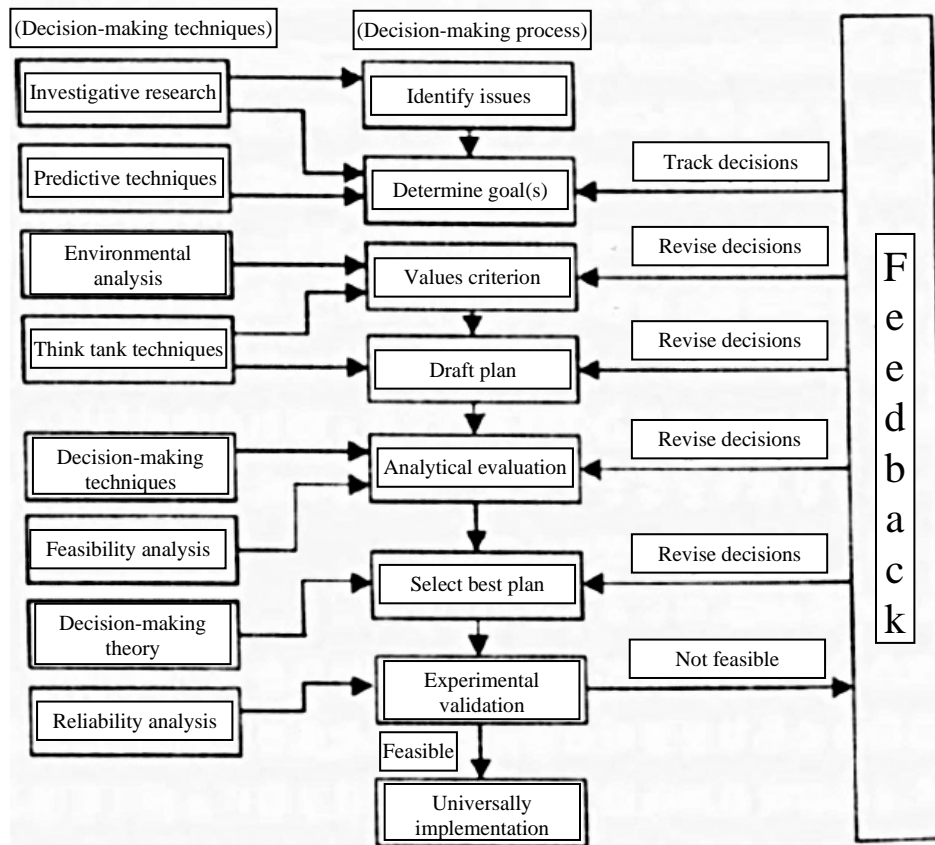 (Decision-making techniques)
(Decision-making process)
Investigative research
Identify issues
Predictive techniques
Determine goal(s)
Track decisions
Environmental
analysis
Values criterion
Revise decisions
Think tank techniques
Draft plan
Revise decisions
Decision-making
techniques
Analytical evaluation
Revise decisions
Feasibility analysis
Select best plan
Revise decisions
Decision-making
theory
Experimental
validation
Not feasible
Reliability analysis
Feasible
Universally
implementation
Feedback